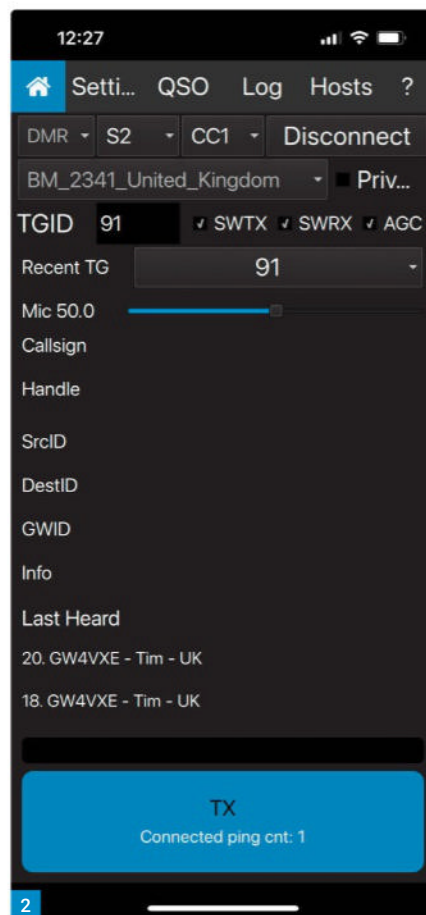 12:27
Setti... QSO Log Hosts ?
DMR S2 CC1 Disconnect
BM_2341_United_Kingdom Priv...
TGID 91 SWTX SWRX AGC
Recent TG 91
Mic 50.0
Callsign
Handle
SrcID
DestID
GWID
Info
Last Heard
20. GW4VXE - Tim - UK
18. GW4VXE - Tim - UK
TX
Connected ping cnt: 1
2